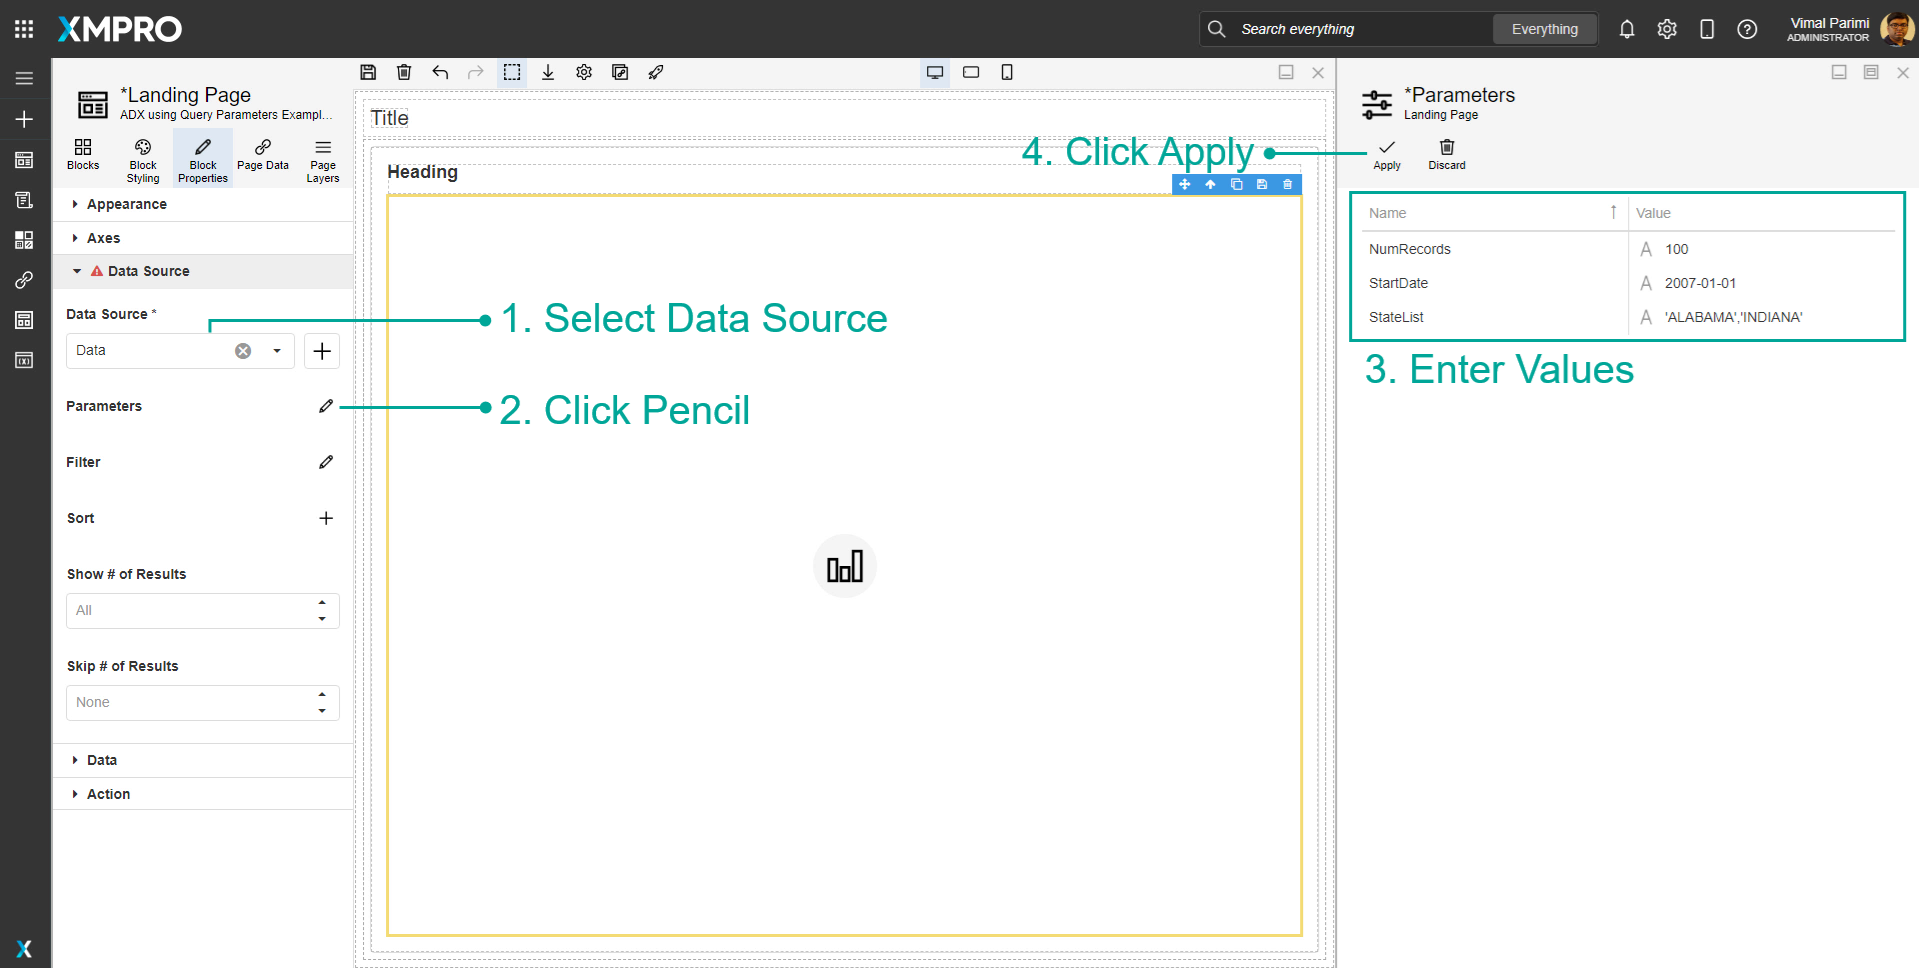 XMPRO
Search everything
Everything
Vimal Parimi
ADMINISTRATOR
*Landing Page
ADX using Query Parameters Exampl...
Blocks
Block
Styling
Block
Properties
Page Data
Page
Layers
Appearance
Axes
Data Source
Data Source *
Data
Parameters
Filter
Sort
Show # of Results
All
Skip # of Results
None
Data
Action
Title
Heading
1. Select Data Source
2. Click Pencil
4. Click Apply
*Parameters
Landing Page
Apply
Discard
Name
Value
NumRecords
A 100
StartDate
A 2007-01-01
StateList
A 'ALABAMA','INDIANA'
3. Enter Values